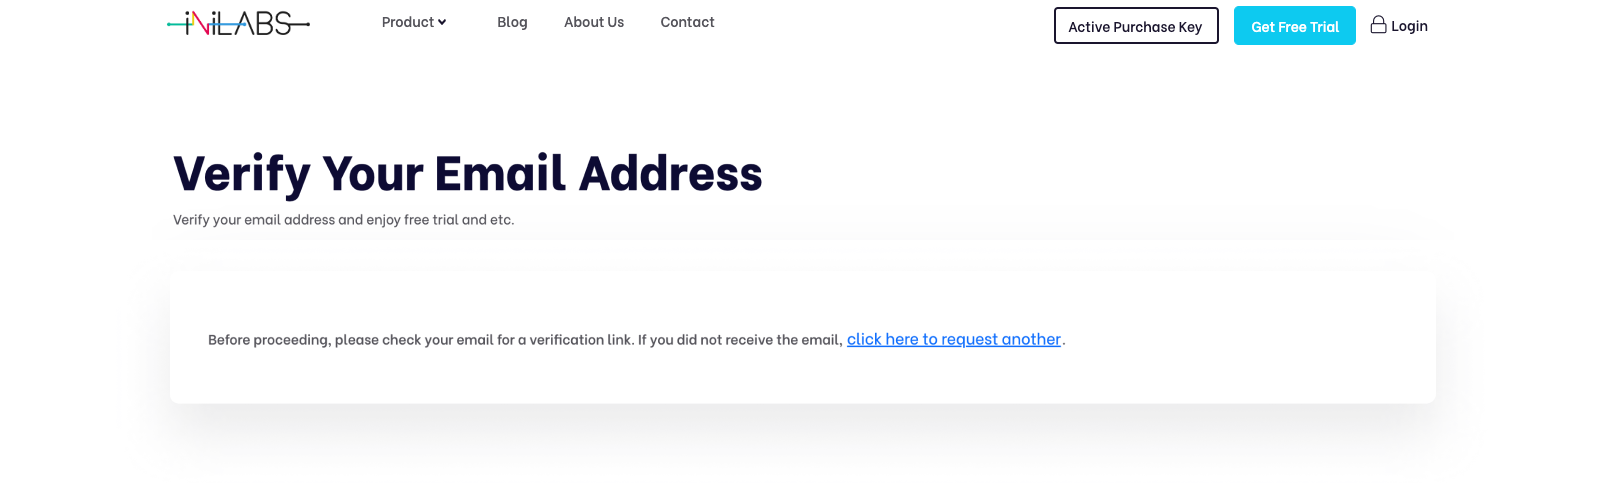 iNiLABS
Product
Blog
About Us
Contact
Active Purchase Key
Get Free Trial
Login
Verify Your Email Address
Verify your email address and enjoy free trial and etc.
Before proceeding, please check your email for a verification link. If you did not receive the email, click here to request another.